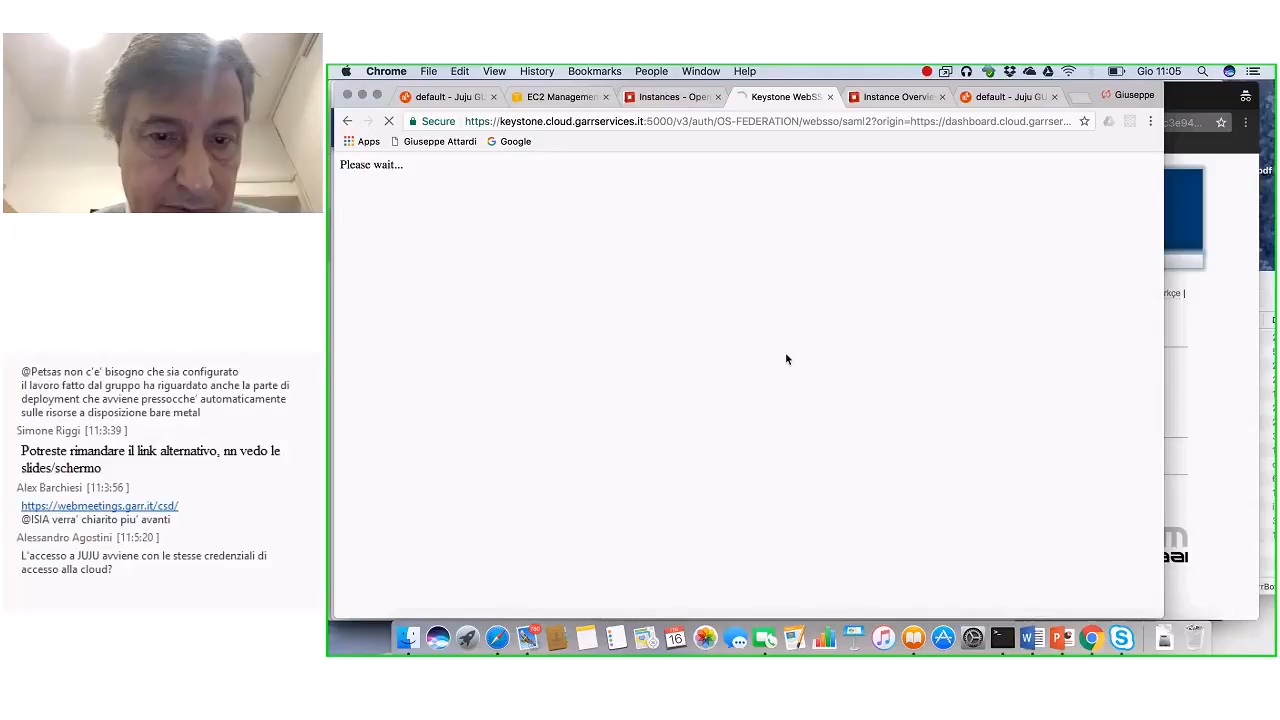 Chrome File Edit View History Bookmarks People Window Help Gio 11:05
default - Juju GU
EC2 Management
Instances - Open
Keystone WebSS
Instance Overvie
default - Juju GU
Giuseppe
Secure https://keystone.cloud.garrservices.it:5000/v3/auth/OS-FEDERATION/websso/saml2?origin=https://dashboard.cloud.garrser...
c3e94...
Apps Giuseppe Attardi Google
Please wait...
@Petsas non c'e' bisogno che sia configurato
il lavoro fatto dal gruppo ha riguardato anche la parte di
deployment che avviene pressocche' automaticamente
sulle risorse a disposizione bare metal
Simone Riggi [11:3:39 ]
Potreste rimandare il link alternativo, nn vedo le
slides/schermo
Alex Barchiesi [11:3:56 ]
https://webmeetings.garr.it/csd/
@ISIA verra' chiarito piu' avanti
Alessandro Agostini [11:5:20 ]
L'accesso a JUJU avviene con le stesse credenziali di
accesso alla cloud?
rkçe |
16